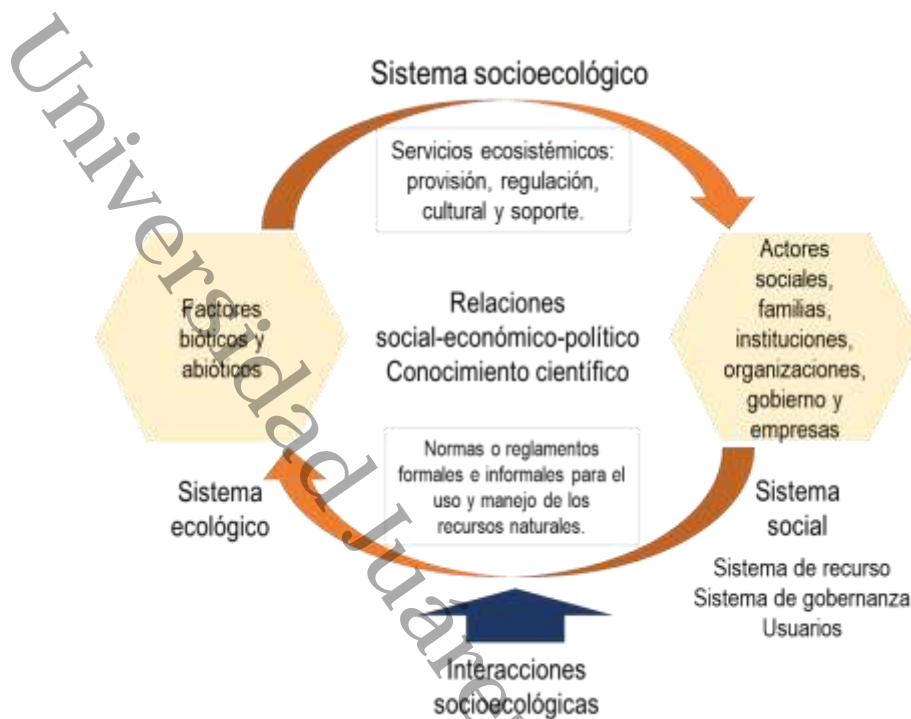 Sistema socioecológico
Servicios ecosistémicos:
provisión, regulación,
cultural y soporte.
Factores
bióticos y
abióticos
Relaciones
social-económico-político
Conocimiento científico
Actores
sociales,
familias,
instituciones,
organizaciones,
gobierno y
empresas
Normas o reglamentos
formales e informales para el
uso y manejo de los
recursos naturales.
Sistema
ecológico
Sistema
social
Sistema de recurso
Sistema de gobernanza
Usuarios
Interacciones
socioecológicas
Universidad Juáre